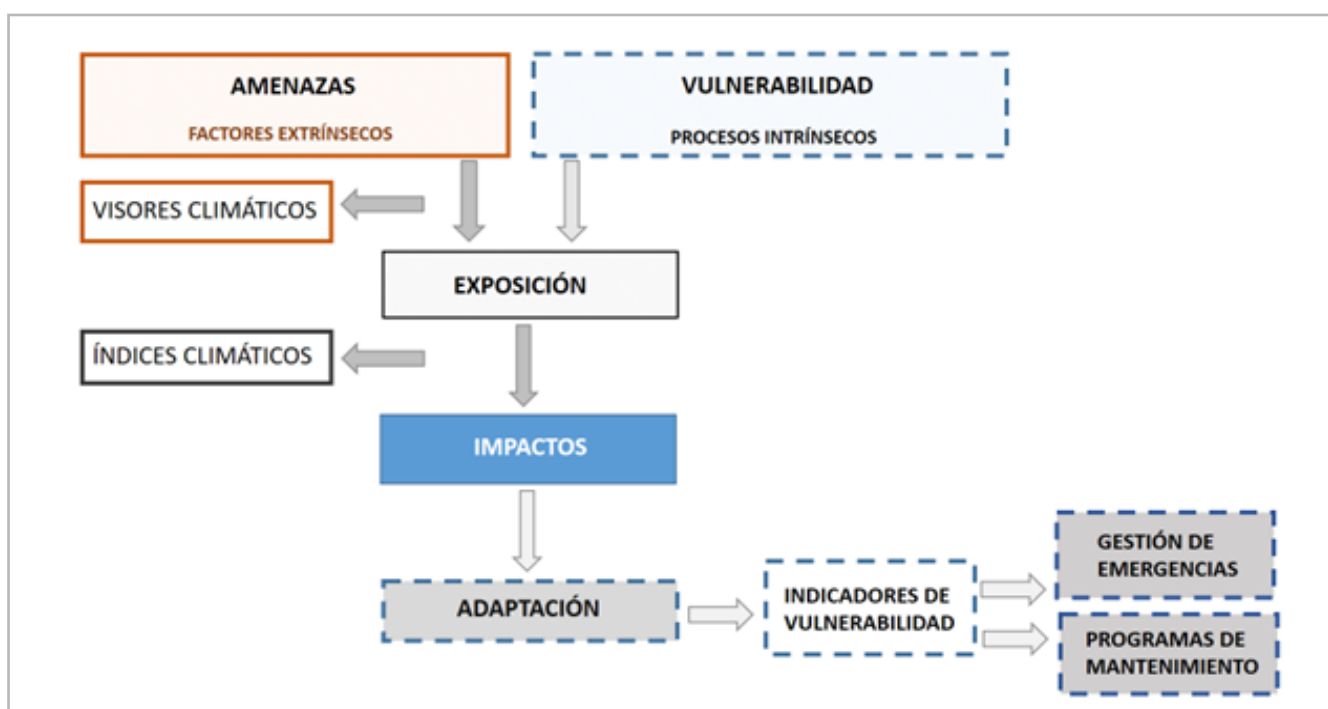 AMENAZAS
FACTORES EXTRÍNSECOS
VULNERABILIDAD
PROCESOS INTRÍNSECOS
VISORES CLIMÁTICOS
EXPOSICIÓN
ÍNDICES CLIMÁTICOS
IMPACTOS
ADAPTACIÓN
INDICADORES DE
VULNERABILIDAD
GESTIÓN DE
EMERGENCIAS
PROGRAMAS DE
MANTENIMIENTO